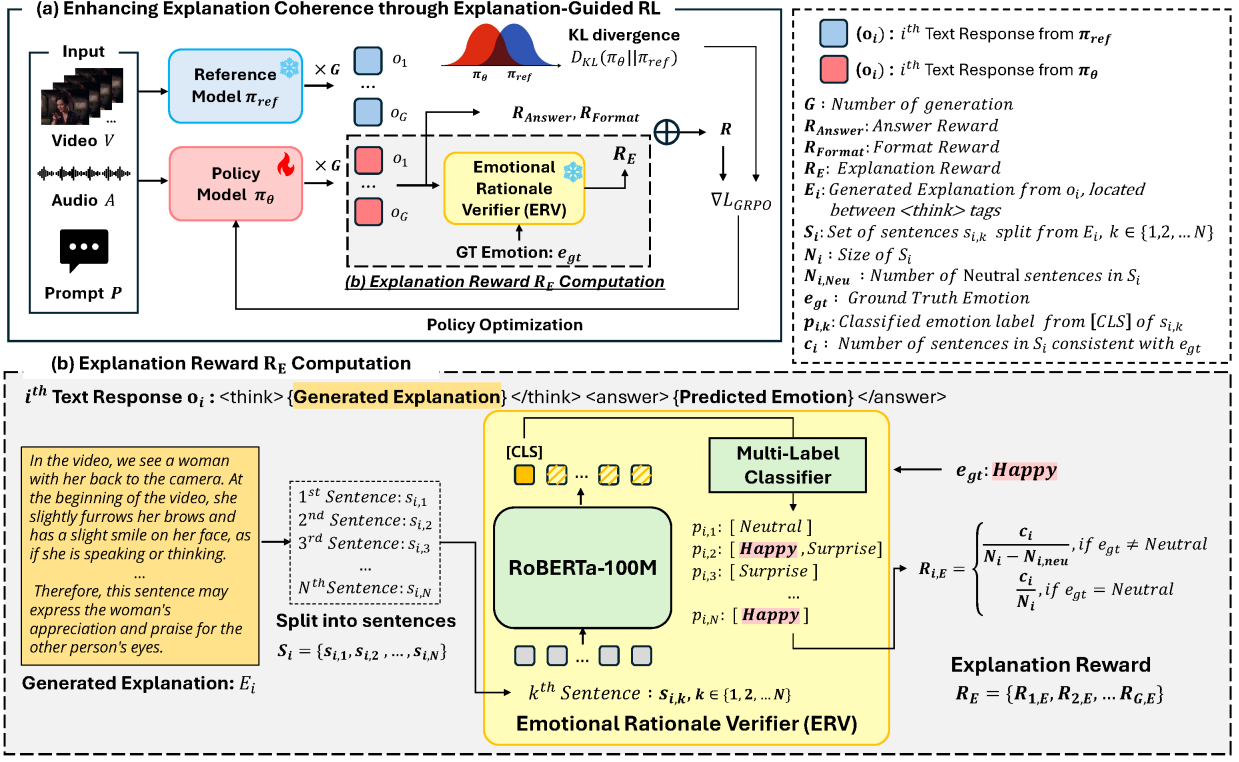 (a) Enhancing Explanation Coherence through Explanation-Guided RL
Input
...
Video V
Audio A
Prompt P
Reference
Model π_ref
Policy
Model π_θ
× G
× G
o_1
...
o_G
o_1
...
o_G
π_θ π_ref
KL divergence
D_KL(π_θ||π_ref)
R_Answer, R_Format
Emotional
Rationale
Verifier (ERV)
R_E
GT Emotion: e_gt
(b) Explanation Reward R_E Computation
R
∇L_GRPO
Policy Optimization
(o_i) : i^th Text Response from π_ref
(o_i) : i^th Text Response from π_θ
G : Number of generation
R_Answer: Answer Reward
R_Format: Format Reward
R_E: Explanation Reward
E_i: Generated Explanation from o_i, located
between <think> tags
S_i: Set of sentences s_i,k split from E_i, k ∈ {1,2, … N}
N_i : Size of S_i
N_i,Neu : Number of Neutral sentences in S_i
e_gt : Ground Truth Emotion
p_i,k: Classified emotion label from [CLS] of s_i,k
c_i : Number of sentences in S_i consistent with e_gt
(b) Explanation Reward R_E Computation
i^th Text Response o_i : <think> {Generated Explanation} </think> <answer> {Predicted Emotion} </answer>
In the video, we see a woman
with her back to the camera. At
the beginning of the video, she
slightly furrows her brows and
has a slight smile on her face, as
if she is speaking or thinking.
...
Therefore, this sentence may
express the woman's
appreciation and praise for the
other person's eyes.
Generated Explanation: E_i
1^st Sentence: s_i,1
2^nd Sentence: s_i,2
3^rd Sentence: s_i,3
...
N^th Sentence: s_i,N
Split into sentences
S_i = {s_i,1, s_i,2 , … , s_i,N}
[CLS]
...
RoBERTa-100M
...
k^th Sentence : s_i,k, k ∈ {1, 2, … N}
Emotional Rationale Verifier (ERV)
Multi-Label
Classifier
p_i,1: [ Neutral ]
p_i,2: [ Happy , Surprise]
p_i,3: [ Surprise ]
...
p_i,N: [ Happy ]
e_gt: Happy
R_i,E = { c_i / (N_i − N_i,neu) , if e_gt ≠ Neutral
c_i / N_i , if e_gt = Neutral
Explanation Reward
R_E = {R_1,E, R_2,E, … R_G,E}